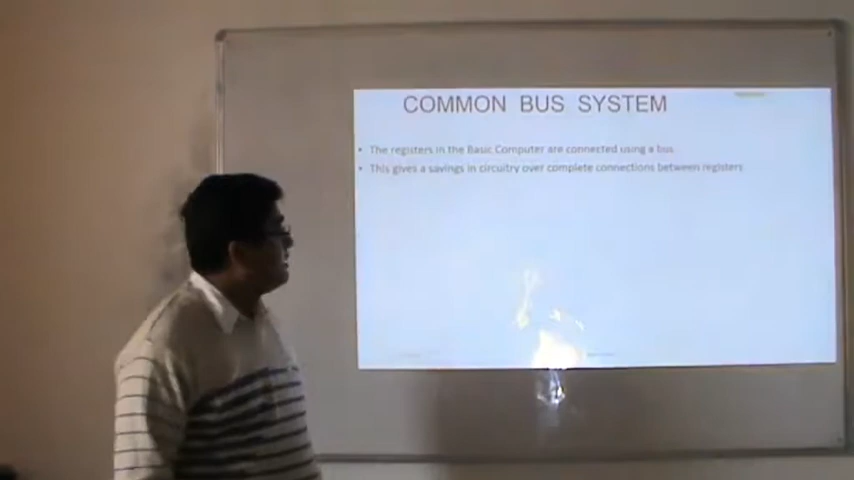 COMMON BUS SYSTEM
• The registers in the Basic Computer are connected using a bus
• This gives a savings in circuitry over complete connections between registers